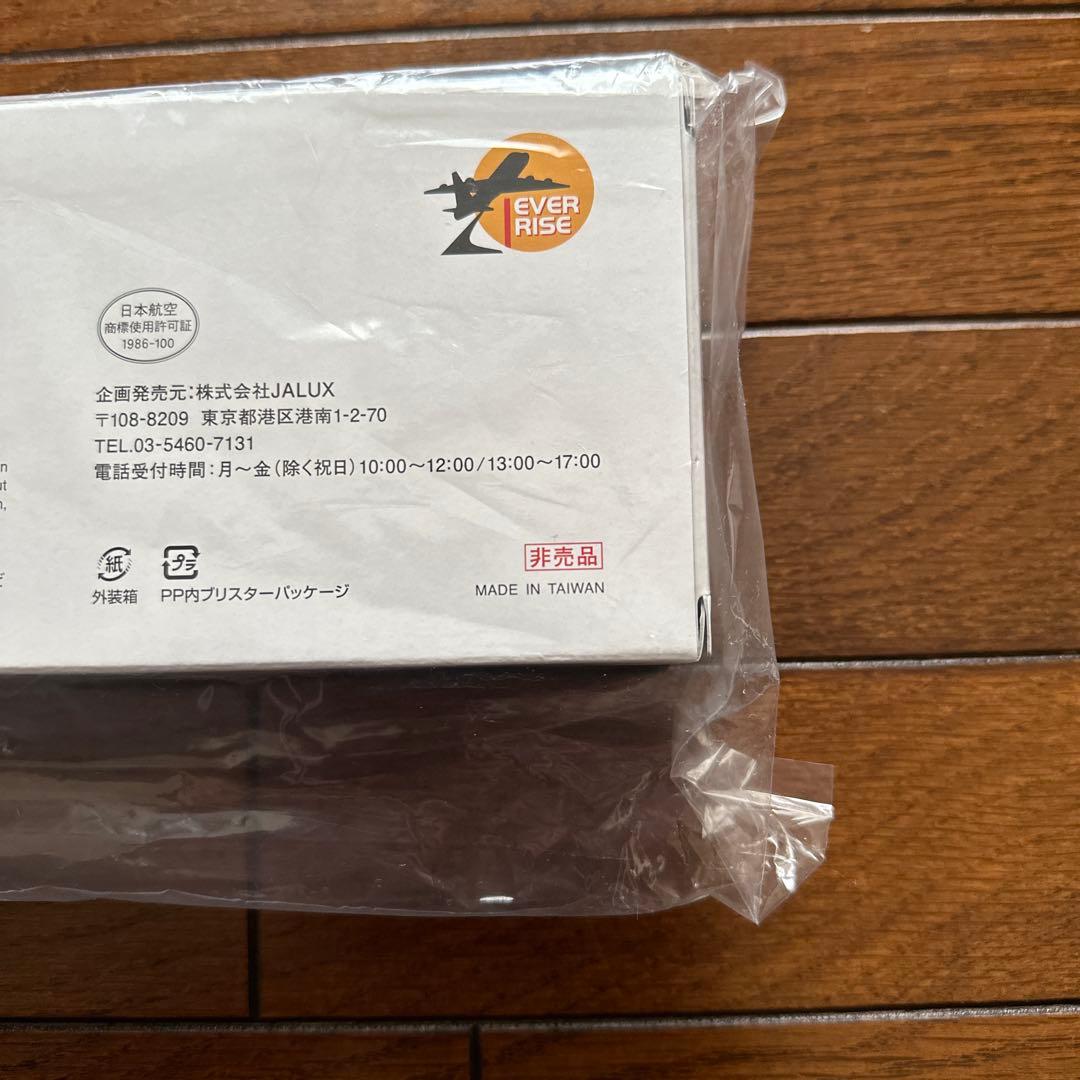 EVER
RISE
日本航空
商標使用許可証
1986-100
企画発売元:株式会社JALUX
〒108-8209 東京都港区港南1-2-70
TEL.03-5460-7131
電話受付時間:月〜金(除く祝日)10:00〜12:00/13:00〜17:00
紙
外装箱
プラ
PP内ブリスターパッケージ
非売品
MADE IN TAIWAN